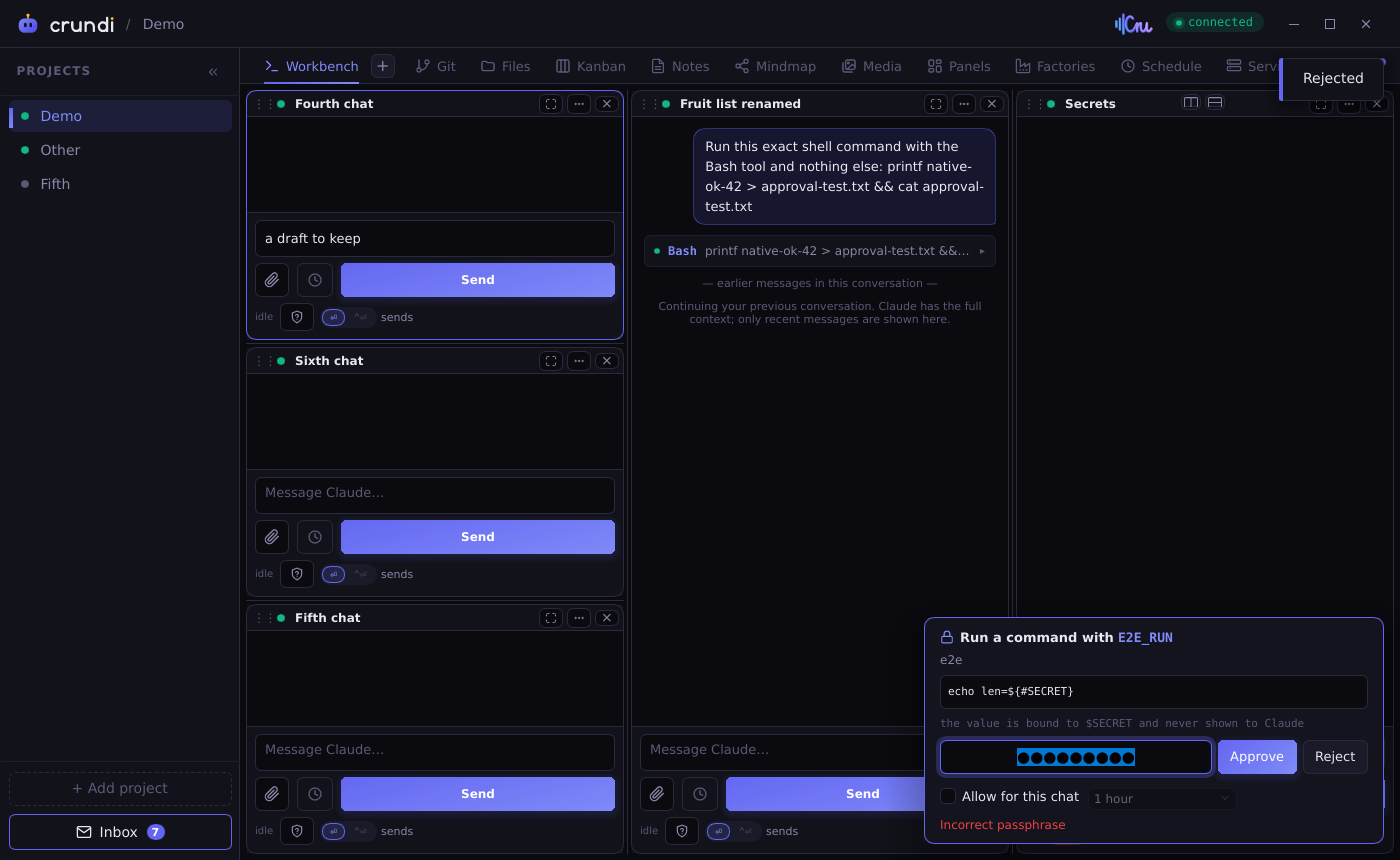 crundi / Demo
Cru
connected
PROJECTS
Demo
Other
Fifth
+ Add project
Inbox 7
Workbench
Git
Files
Kanban
Notes
Mindmap
Media
Panels
Factories
Schedule
Rejected
Fourth chat
a draft to keep
Send
idle
sends
Sixth chat
Message Claude...
Send
idle
sends
Fifth chat
Message Claude...
Send
idle
sends
Fruit list renamed
Run this exact shell command with the
Bash tool and nothing else: printf native-
ok-42 > approval-test.txt && cat approval-
test.txt
Bash printf native-ok-42 > approval-test.txt &&...
— earlier messages in this conversation —
Continuing your previous conversation. Claude has the full
context; only recent messages are shown here.
Message Claude...
Send
idle
sends
Secrets
Run a command with E2E_RUN
e2e
echo len=${#SECRET}
the value is bound to $SECRET and never shown to Claude
Approve
Reject
Allow for this chat
1 hour
Incorrect passphrase